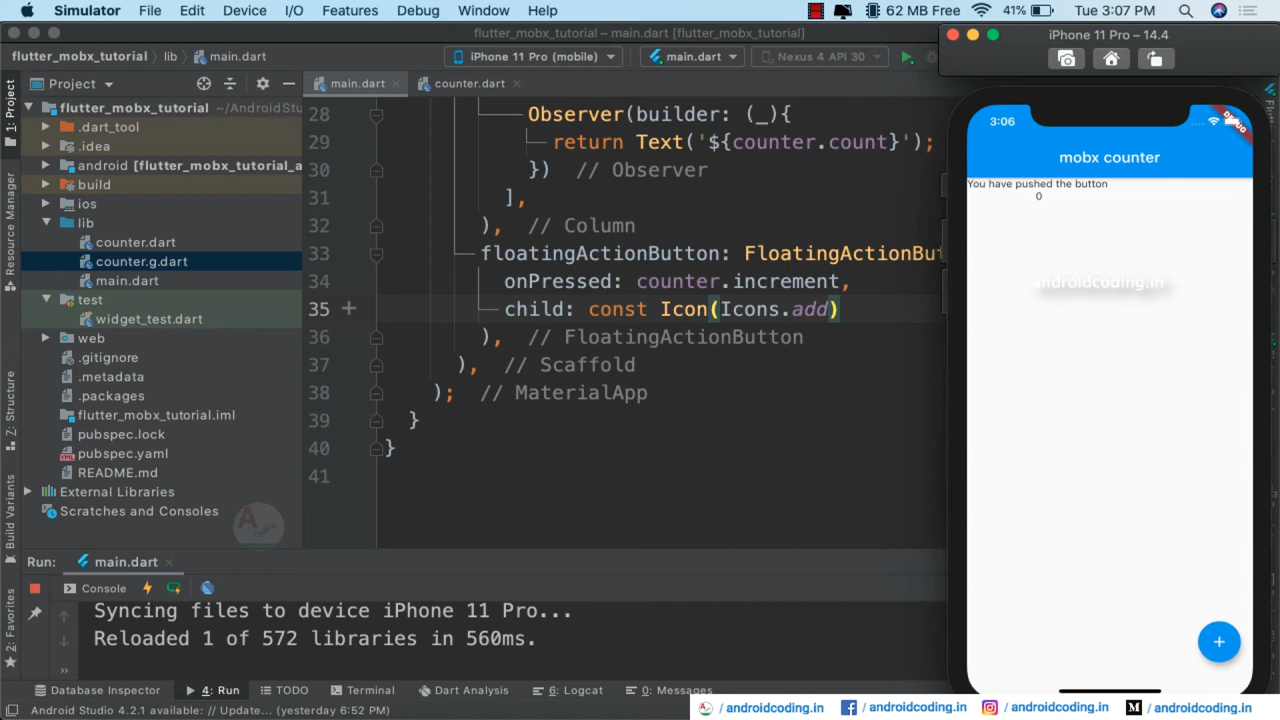 Simulator File Edit Device I/O Features Debug Window Help 62 MB Free 41% Tue 3:07 PM
flutter_mobx_tutorial – main.dart [flutter_mobx_tutorial]
iPhone 11 Pro – 14.4
flutter_mobx_tutorial lib main.dart iPhone 11 Pro (mobile) main.dart Nexus 4 API 30
1: Project
Resource Manager
Z: Structure
Build Variants
2: Favorites
Project
flutter_mobx_tutorial ~/AndroidStu
.dart_tool
.idea
android [flutter_mobx_tutorial_a
build
ios
lib
counter.dart
counter.g.dart
main.dart
test
widget_test.dart
web
.gitignore
.metadata
.packages
flutter_mobx_tutorial.iml
pubspec.lock
pubspec.yaml
README.md
External Libraries
Scratches and Consoles
main.dart counter.dart
28 Observer(builder: (_){
29 return Text('${counter.count}');
30 }) // Observer
31 ],
32 ), // Column
33 floatingActionButton: FloatingActionBut
34 onPressed: counter.increment,
35 child: const Icon(Icons.add)
36 ), // FloatingActionButton
37 ), // Scaffold
38 ); // MaterialApp
39 }
40 }
41
3:06
DEBUG
mobx counter
You have pushed the button
0
androidcoding.in
Run: main.dart
Console
Syncing files to device iPhone 11 Pro...
Reloaded 1 of 572 libraries in 560ms.
Database Inspector 4: Run TODO Terminal Dart Analysis 6: Logcat 0: Messages
Android Studio 4.2.1 available: // Update... (yesterday 6:52 PM)
/ androidcoding.in / androidcoding.in / androidcoding.in / androidcoding.in